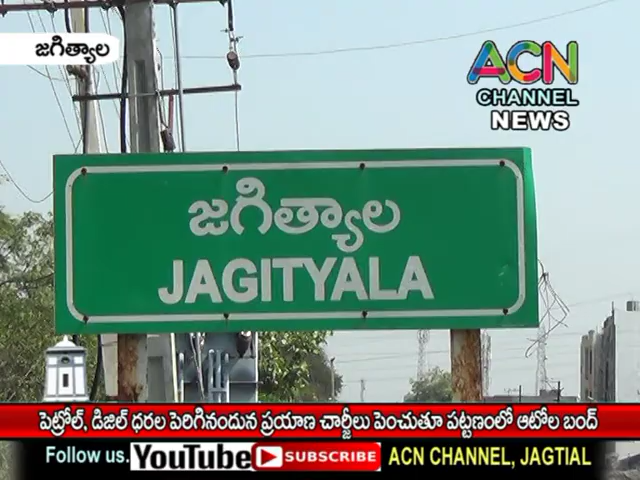 జగిత్యాల
ACN
CHANNEL
NEWS
జగిత్యాల
JAGITYALA
పెట్రోల్, డిజిల్ ధరల పెరిగినందున ప్రయాణ చార్జీలు పెంచుతూ పట్టణంలో ఆటోల బంద్
Follow us. YouTube SUBSCRIBE ACN CHANNEL, JAGTIAL